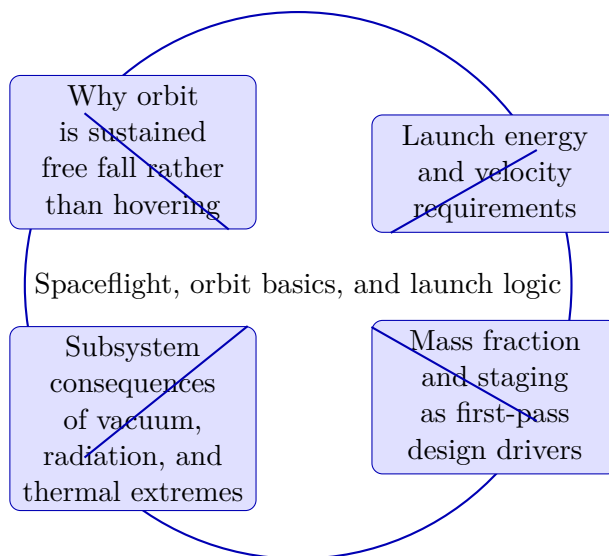 Why orbit
is sustained
free fall rather
than hovering
Launch energy
and velocity
requirements
Spaceflight, orbit basics, and launch logic
Subsystem
consequences
of vacuum,
radiation, and
thermal extremes
Mass fraction
and staging
as first-pass
design drivers